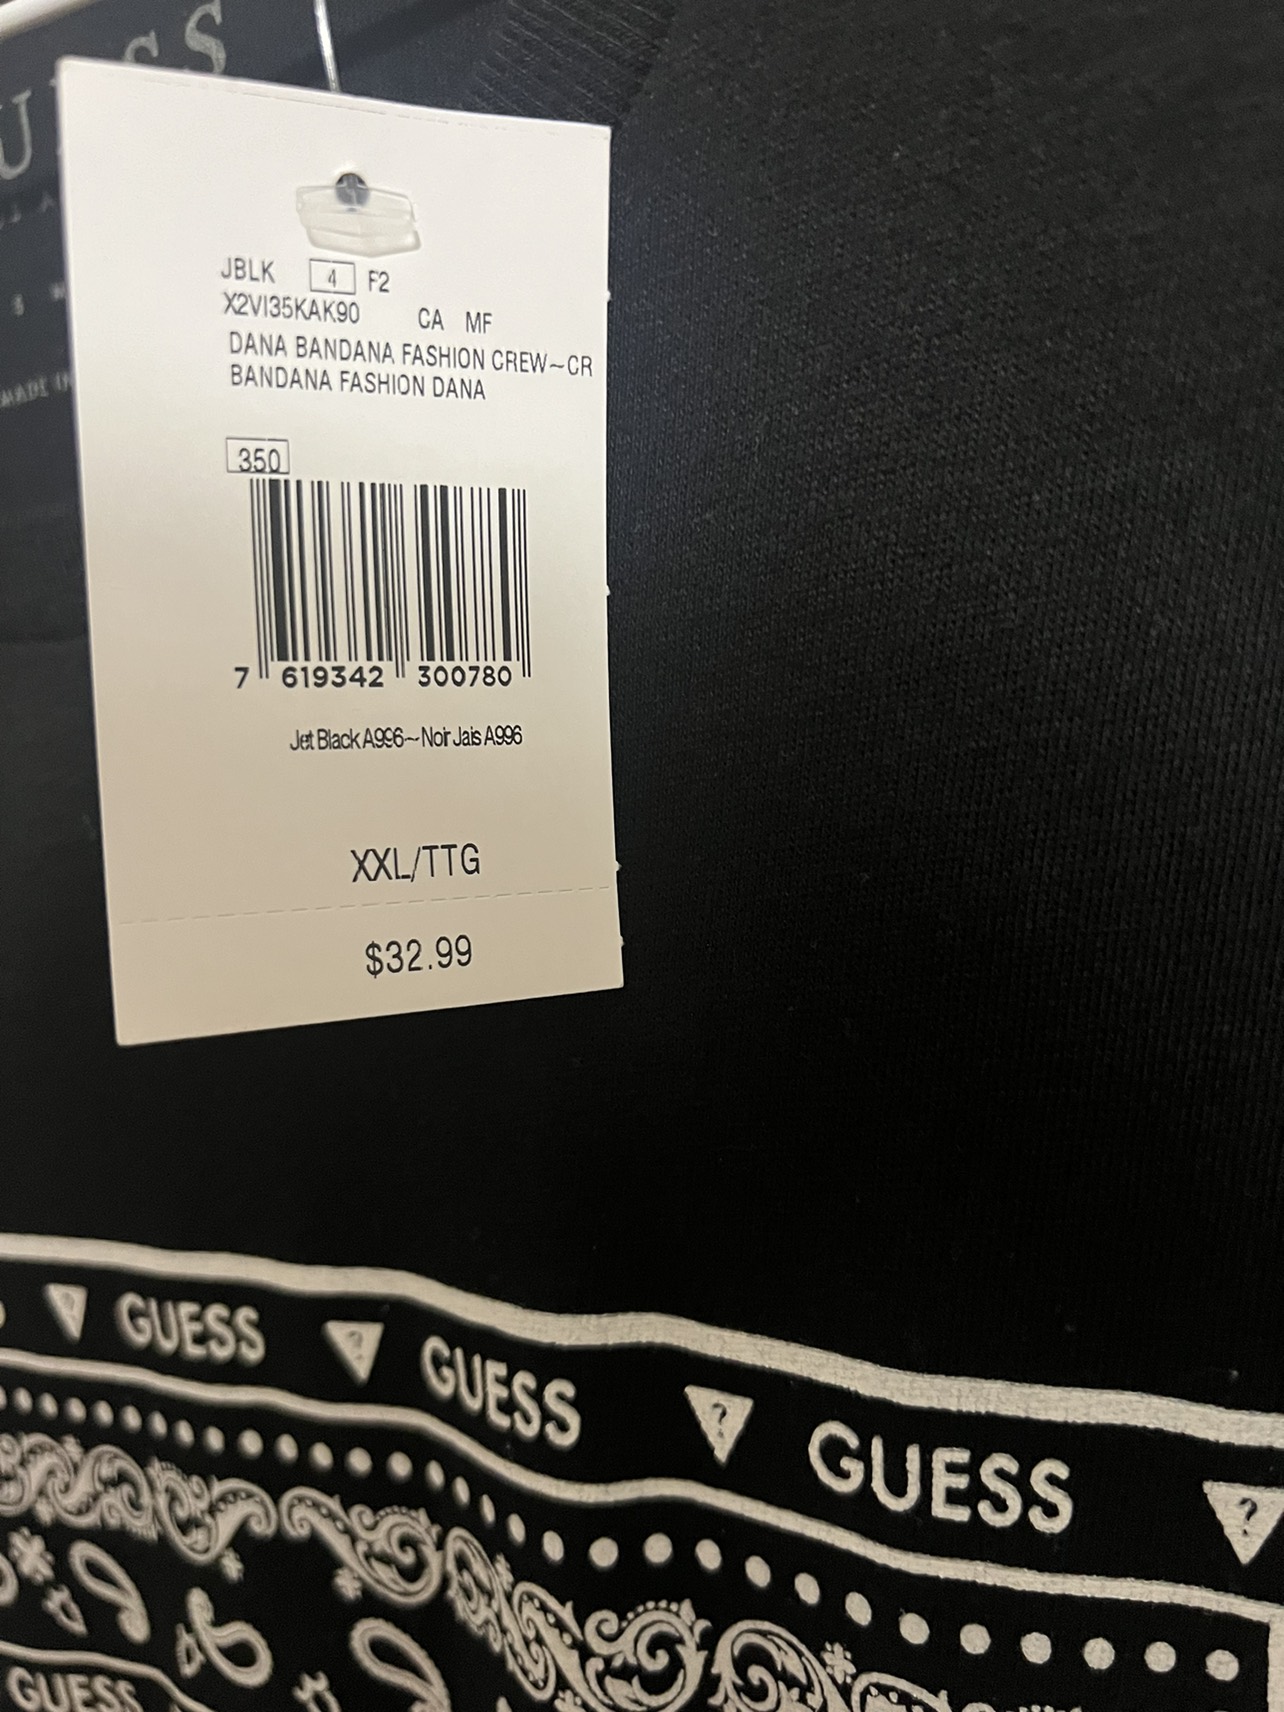 JBLK 4 F2
X2VI35KAK90 CA MF
DANA BANDANA FASHION CREW~CR
BANDANA FASHION DANA
350
7 619342 300780
Jet Black A996~Noir Jais A996
XXL/TTG
$32.99
GUESS ? GUESS ? GUESS ?
GUESS